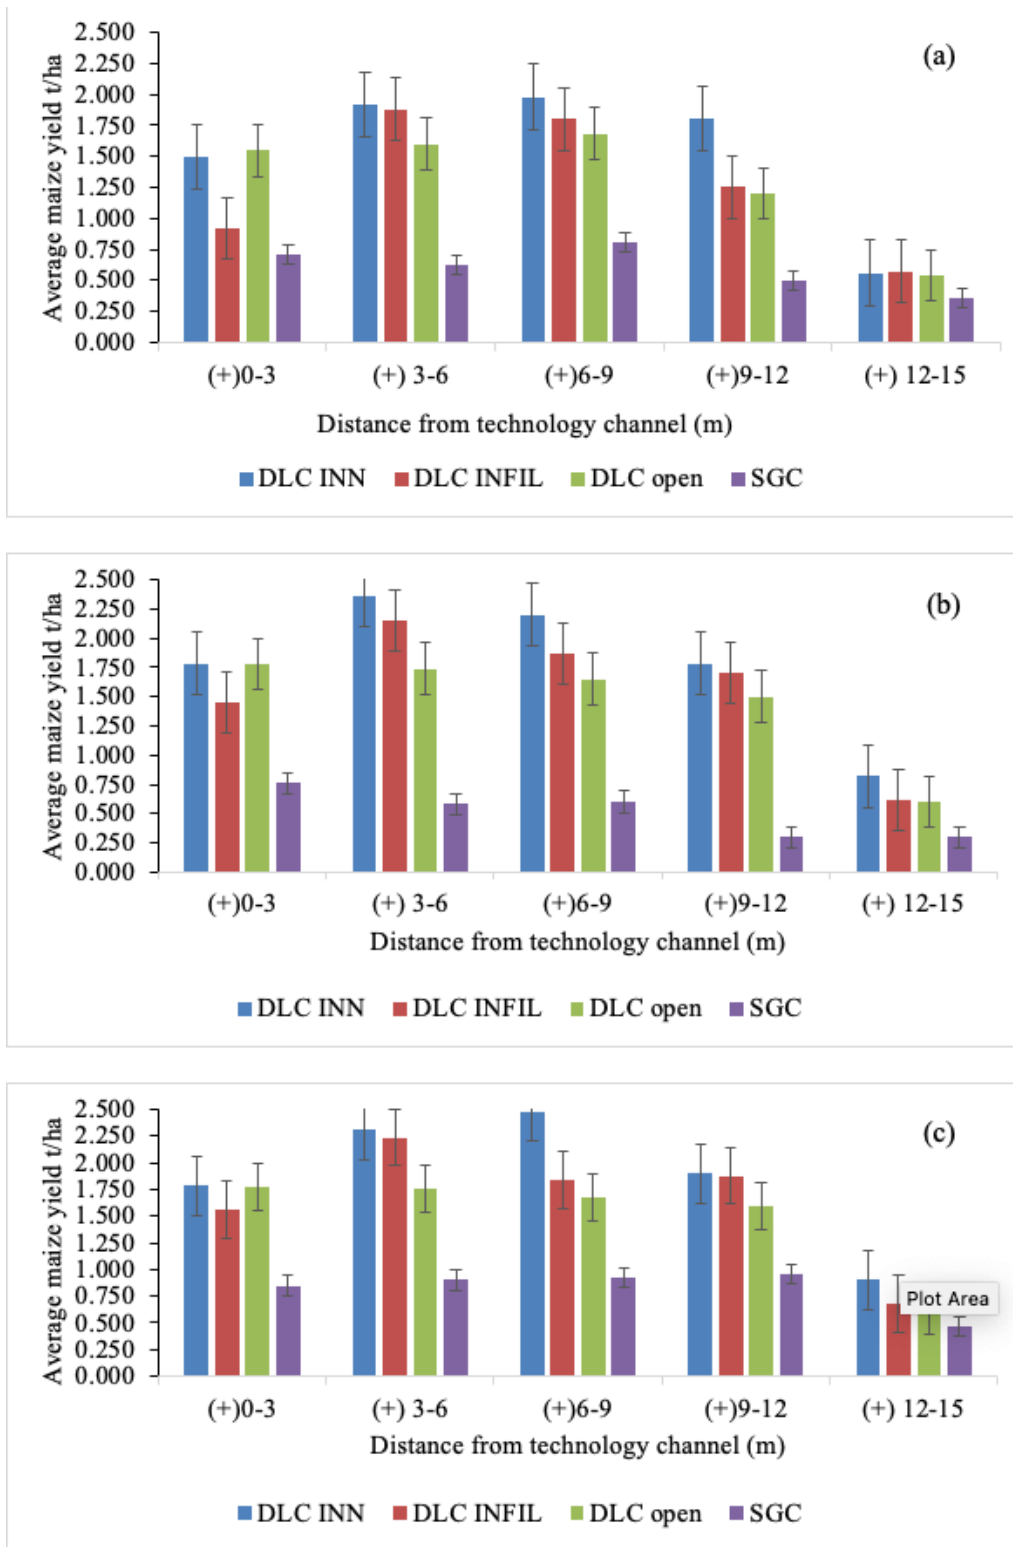 (a)
Average maize yield t/ha
2.500
2.250
2.000
1.750
1.500
1.250
1.000
0.750
0.500
0.250
0.000
(+)0-3 (+) 3-6 (+)6-9 (+)9-12 (+) 12-15
Distance from technology channel (m)
DLC INN DLC INFIL DLC open SGC
(b)
Average maize yield t/ha
2.500
2.250
2.000
1.750
1.500
1.250
1.000
0.750
0.500
0.250
0.000
(+)0-3 (+) 3-6 (+)6-9 (+)9-12 (+) 12-15
Distance from technology channel (m)
DLC INN DLC INFIL DLC open SGC
(c)
Average maize yield t/ha
2.500
2.250
2.000
1.750
1.500
1.250
1.000
0.750
0.500
0.250
0.000
Plot Area
(+)0-3 (+) 3-6 (+)6-9 (+)9-12 (+) 12-15
Distance from technology channel (m)
DLC INN DLC INFIL DLC open SGC